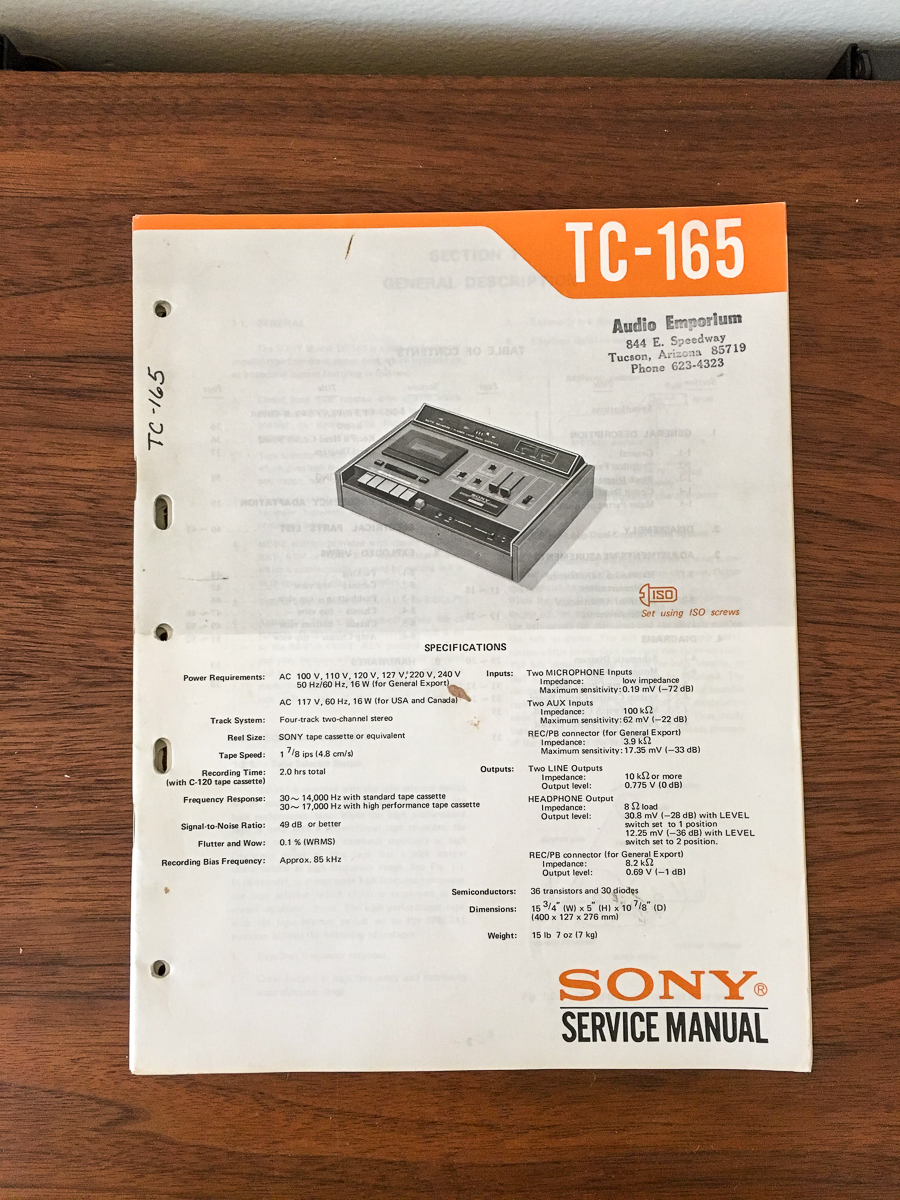 TC-165
Audio Emporium
844 E. Speedway
Tucson, Arizona 85719
Phone 623-4323
TC-165
SONY
ISO
Set using ISO screws
SPECIFICATIONS
Power Requirements: AC 100 V, 110 V, 120 V, 127 V, 220 V, 240 V
50 Hz/60 Hz, 16 W (for General Export)
AC 117 V, 60 Hz, 16 W (for USA and Canada)
Track System: Four-track two-channel stereo
Reel Size: SONY tape cassette or equivalent
Tape Speed: 1 7/8 ips (4.8 cm/s)
Recording Time: 2.0 hrs total
(with C-120 tape cassette)
Frequency Response: 30～14,000 Hz with standard tape cassette
30～17,000 Hz with high performance tape cassette
Signal-to-Noise Ratio: 49 dB or better
Flutter and Wow: 0.1 % (WRMS)
Recording Bias Frequency: Approx. 85 kHz
Inputs: Two MICROPHONE Inputs
Impedance: low impedance
Maximum sensitivity: 0.19 mV (−72 dB)
Two AUX Inputs
Impedance: 100 kΩ
Maximum sensitivity: 62 mV (−22 dB)
REC/PB connector (for General Export)
Impedance: 3.9 kΩ
Maximum sensitivity: 17.35 mV (−33 dB)
Outputs: Two LINE Outputs
Impedance: 10 kΩ or more
Output level: 0.775 V (0 dB)
HEADPHONE Output
Impedance: 8 Ω load
Output level: 30.8 mV (−28 dB) with LEVEL
switch set to 1 position
12.25 mV (−36 dB) with LEVEL
switch set to 2 position.
REC/PB connector (for General Export)
Impedance: 8.2 kΩ
Output level: 0.69 V (−1 dB)
Semiconductors: 36 transistors and 30 diodes
Dimensions: 15 3/4" (W) x 5" (H) x 10 7/8" (D)
(400 x 127 x 276 mm)
Weight: 15 lb 7 oz (7 kg)
SONY®
SERVICE MANUAL